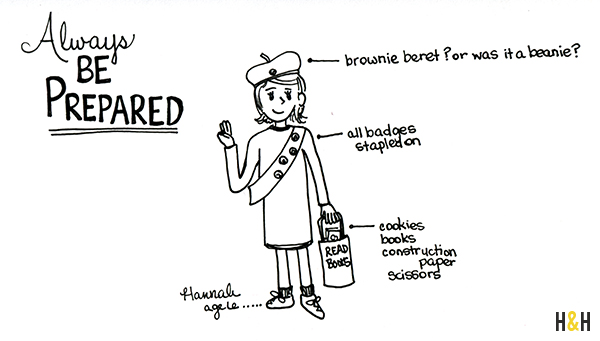 Always
BE
PREPARED
brownie beret? or was it a beanie?
all badges
stapled on
cookies
books
construction
paper
scissors
READ
BOOKS
Hannah
age 6.....
H&H